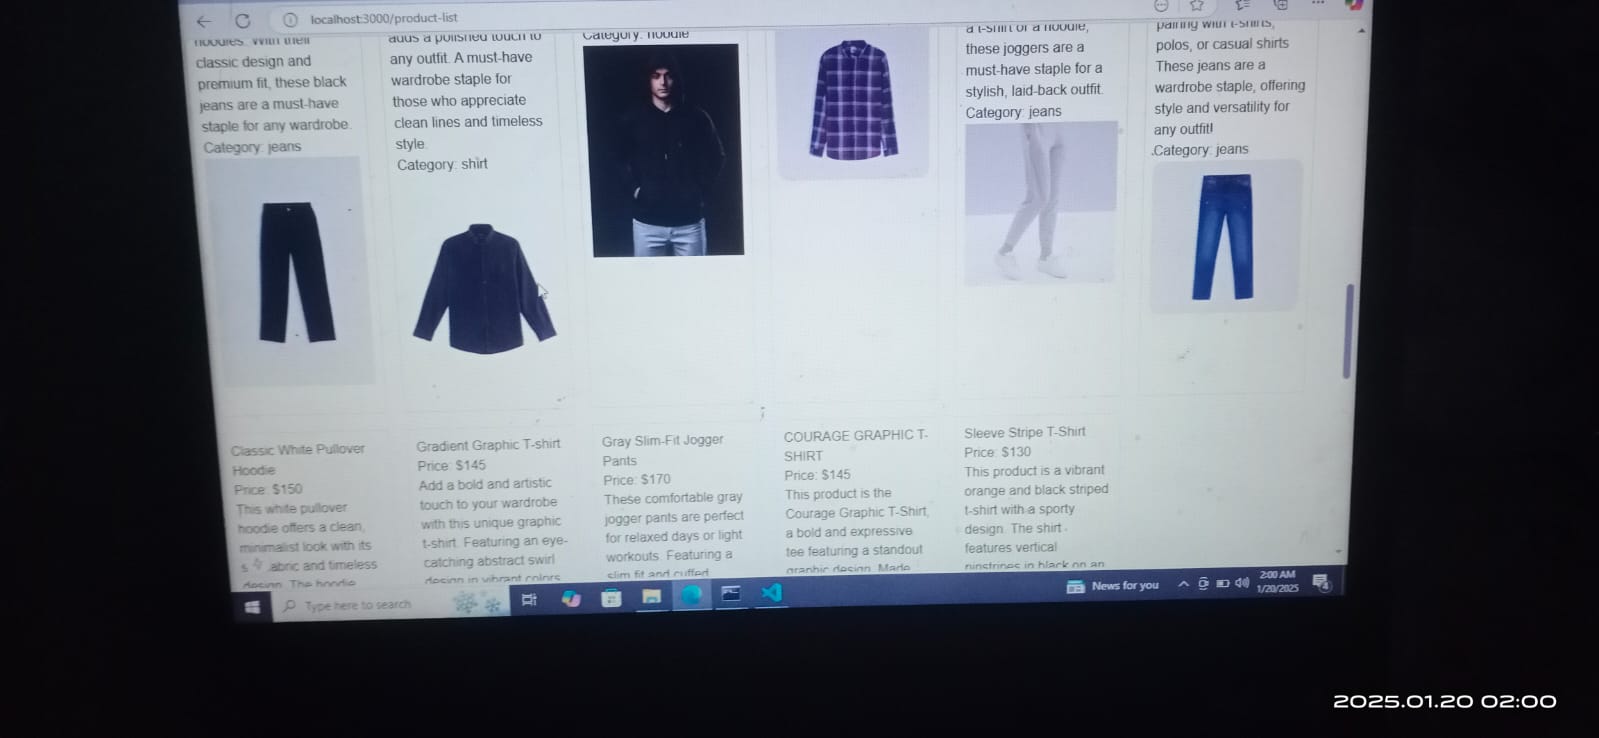 localhost:3000/product-list
hoodies. With their
classic design and
premium fit, these black
jeans are a must-have
staple for any wardrobe.
Category: jeans
adds a polished touch to
any outfit. A must-have
wardrobe staple for
those who appreciate
clean lines and timeless
style.
Category: shirt
Category: hoodie
a t-shirt or a hoodie,
these joggers are a
must-have staple for a
stylish, laid-back outfit.
Category: jeans
pairing with t-shirts,
polos, or casual shirts
These jeans are a
wardrobe staple, offering
style and versatility for
any outfit!
.Category: jeans
Classic White Pullover
Hoodie
Price: $150
This white pullover
hoodie offers a clean,
minimalist look with its
fabric and timeless
design. The hoodie
Gradient Graphic T-shirt
Price: $145
Add a bold and artistic
touch to your wardrobe
with this unique graphic
t-shirt. Featuring an eye-
catching abstract swirl
design in vibrant colors
Gray Slim-Fit Jogger
Pants
Price: $170
These comfortable gray
jogger pants are perfect
for relaxed days or light
workouts. Featuring a
slim fit and cuffed
COURAGE GRAPHIC T-
SHIRT
Price: $145
This product is the
Courage Graphic T-Shirt,
a bold and expressive
tee featuring a standout
graphic design. Made
Sleeve Stripe T-Shirt
Price: $130
This product is a vibrant
orange and black striped
t-shirt with a sporty
design. The shirt
features vertical
pinstripes in black on an
Type here to search
News for you
2:00 AM
1/20/2025
4
2025.01.20 02:00